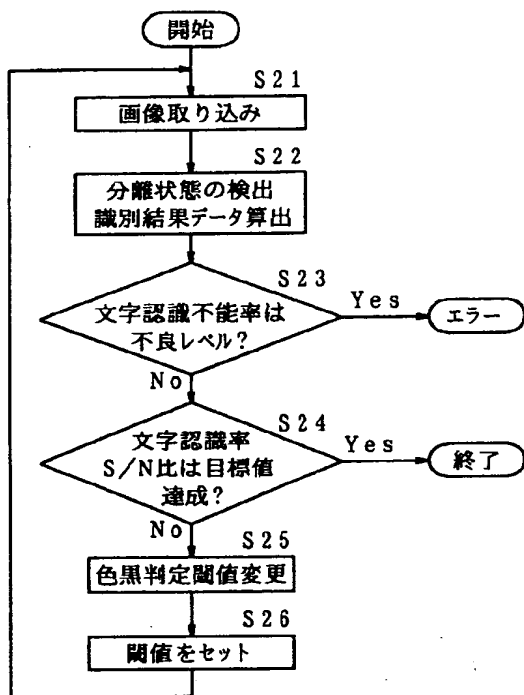 開始
S21
画像取り込み
S22
分離状態の検出
識別結果データ算出
S23
文字認識不能率は
不良レベル?
Yes
エラー
No
S24
文字認識率
S/N比は目標値
達成?
Yes
終了
No
S25
色黒判定閾値変更
S26
閾値をセット